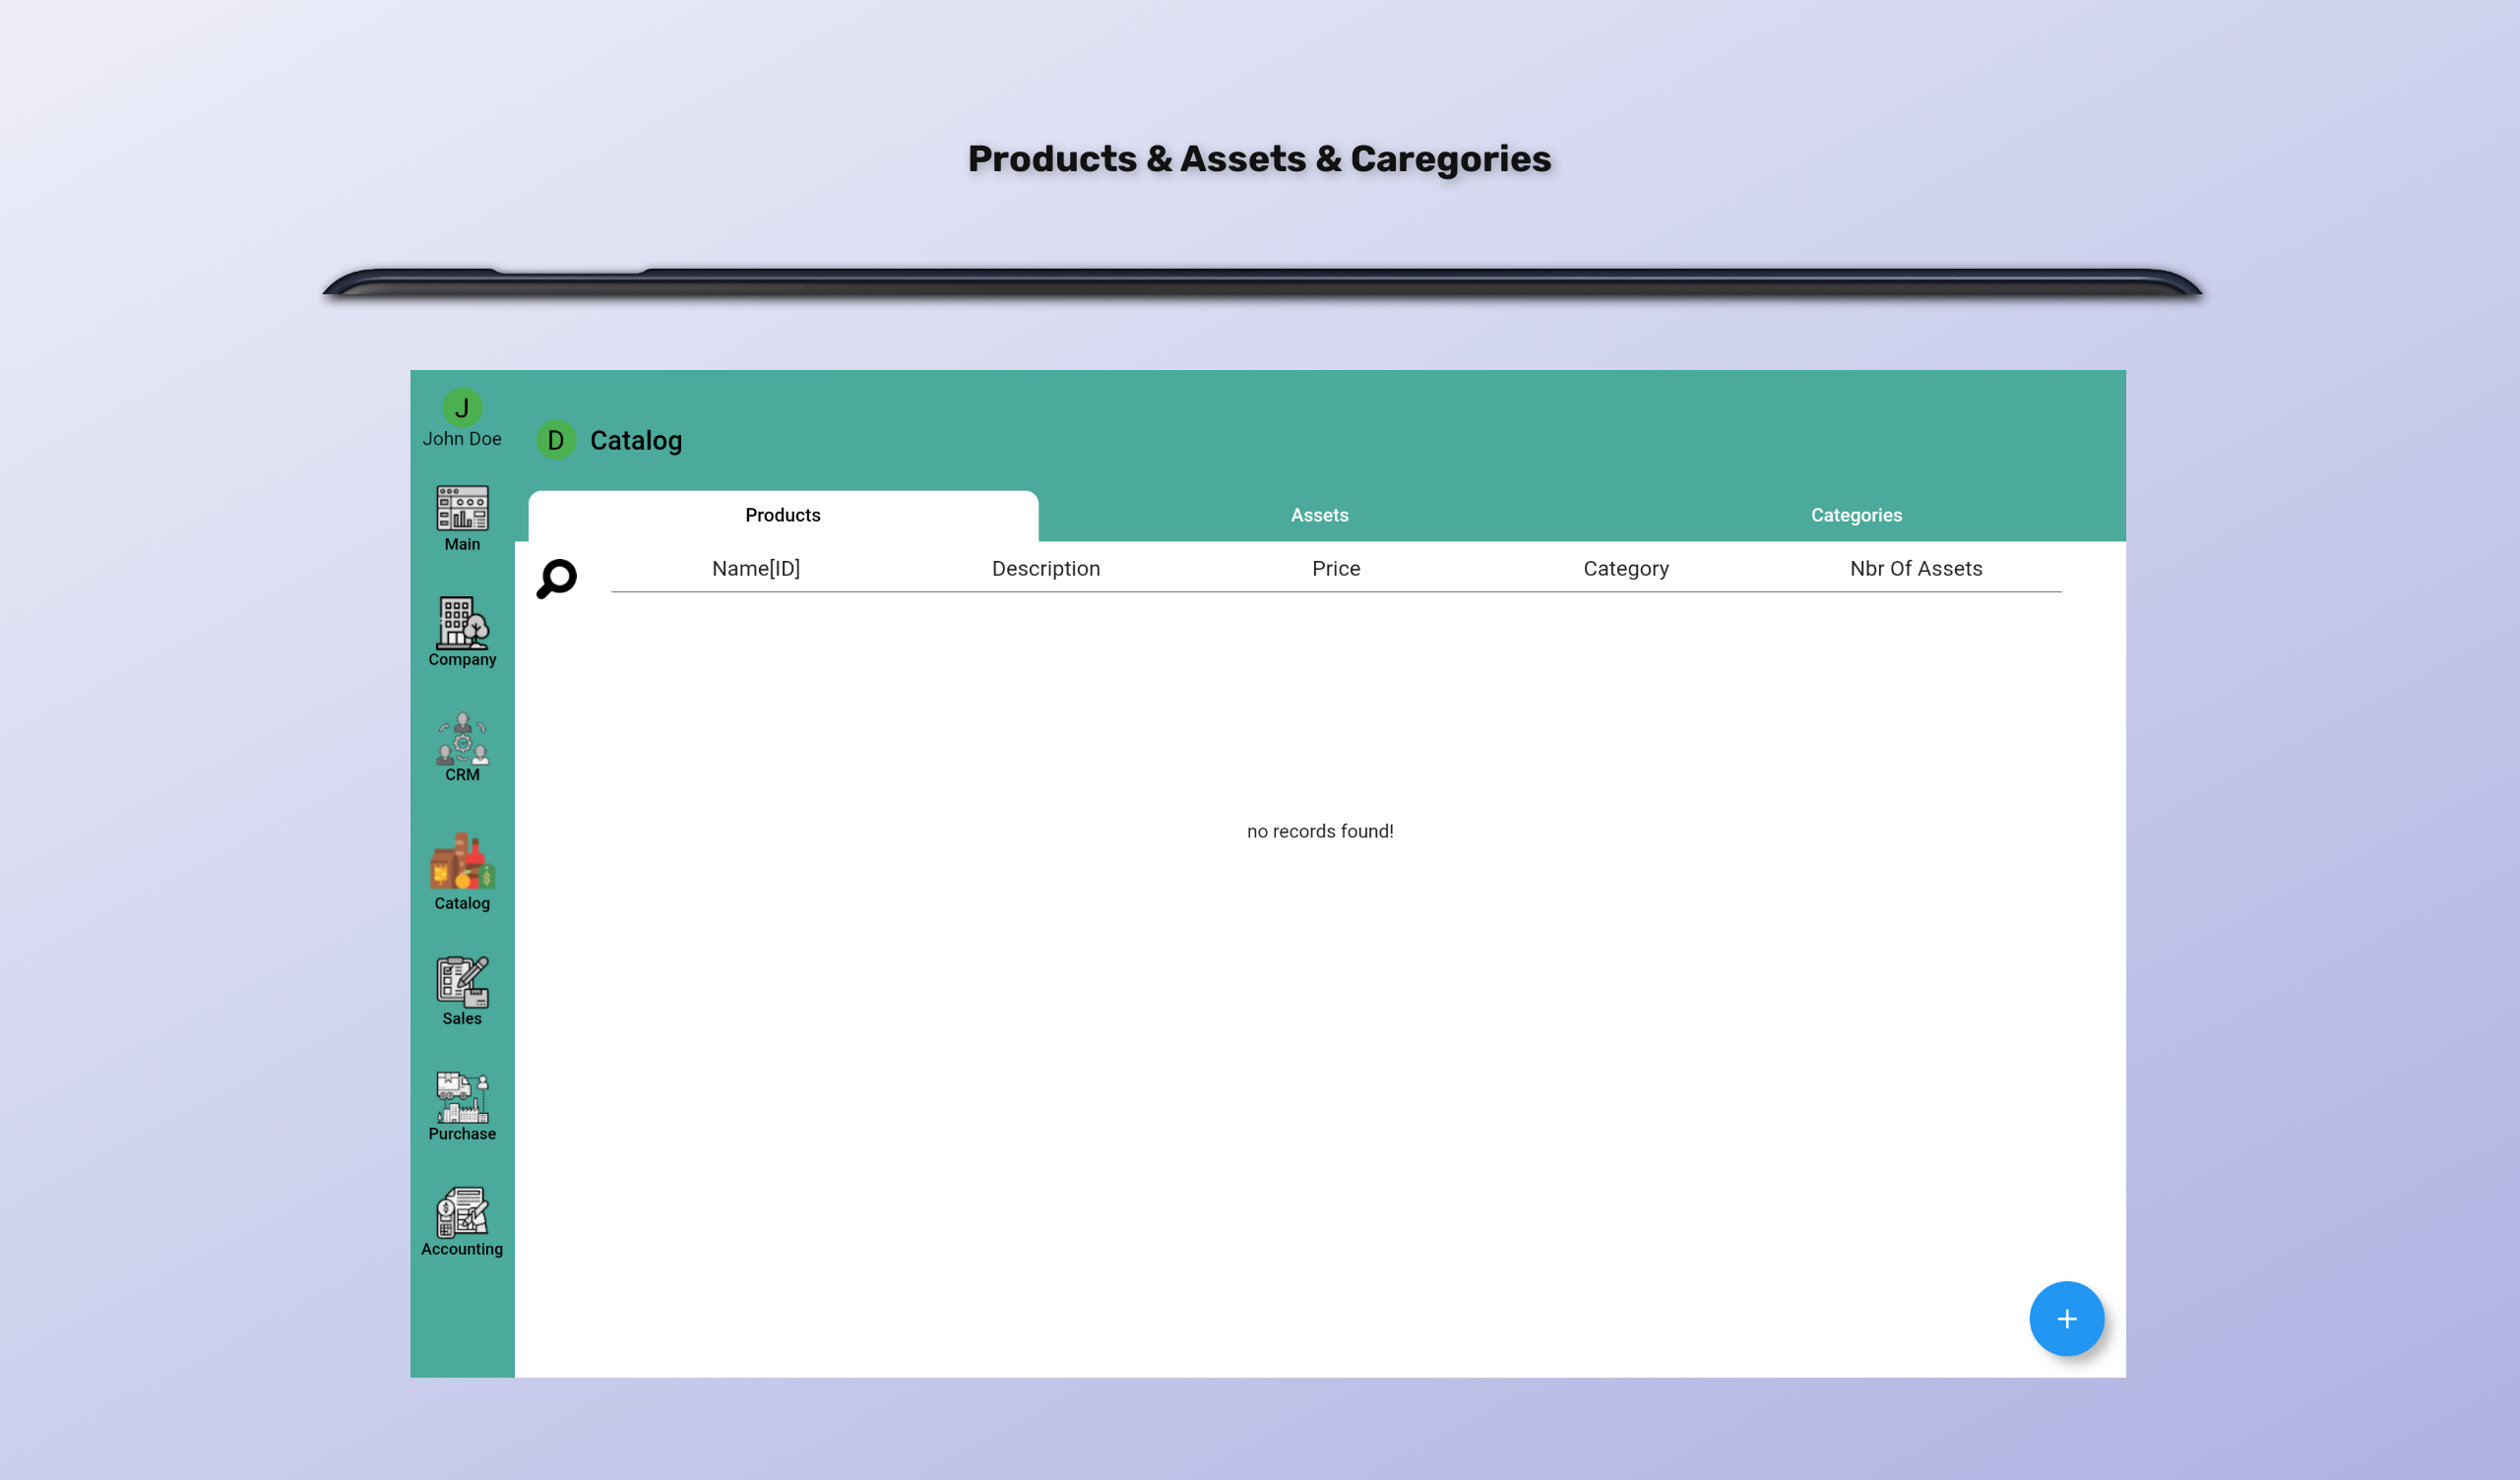 Products & Assets & Caregories
J
John Doe
D Catalog
Products Assets Categories
Name[ID] Description Price Category Nbr Of Assets
no records found!
Main
Company
CRM
Catalog
Sales
Purchase
Accounting
+